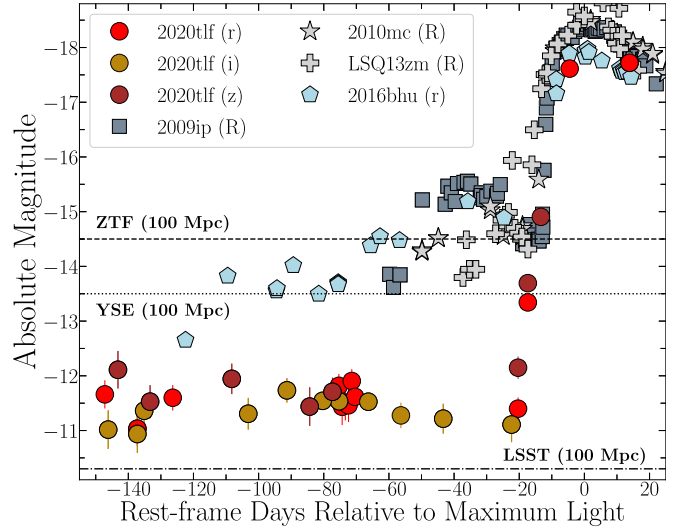 2020tlf (r)
2020tlf (i)
2020tlf (z)
2009ip (R)
2010mc (R)
LSQ13zm (R)
2016bhu (r)
ZTF (100 Mpc)
YSE (100 Mpc)
LSST (100 Mpc)
Absolute Magnitude
−18
−17
−16
−15
−14
−13
−12
−11
−140 −120 −100 −80 −60 −40 −20 0 20
Rest-frame Days Relative to Maximum Light